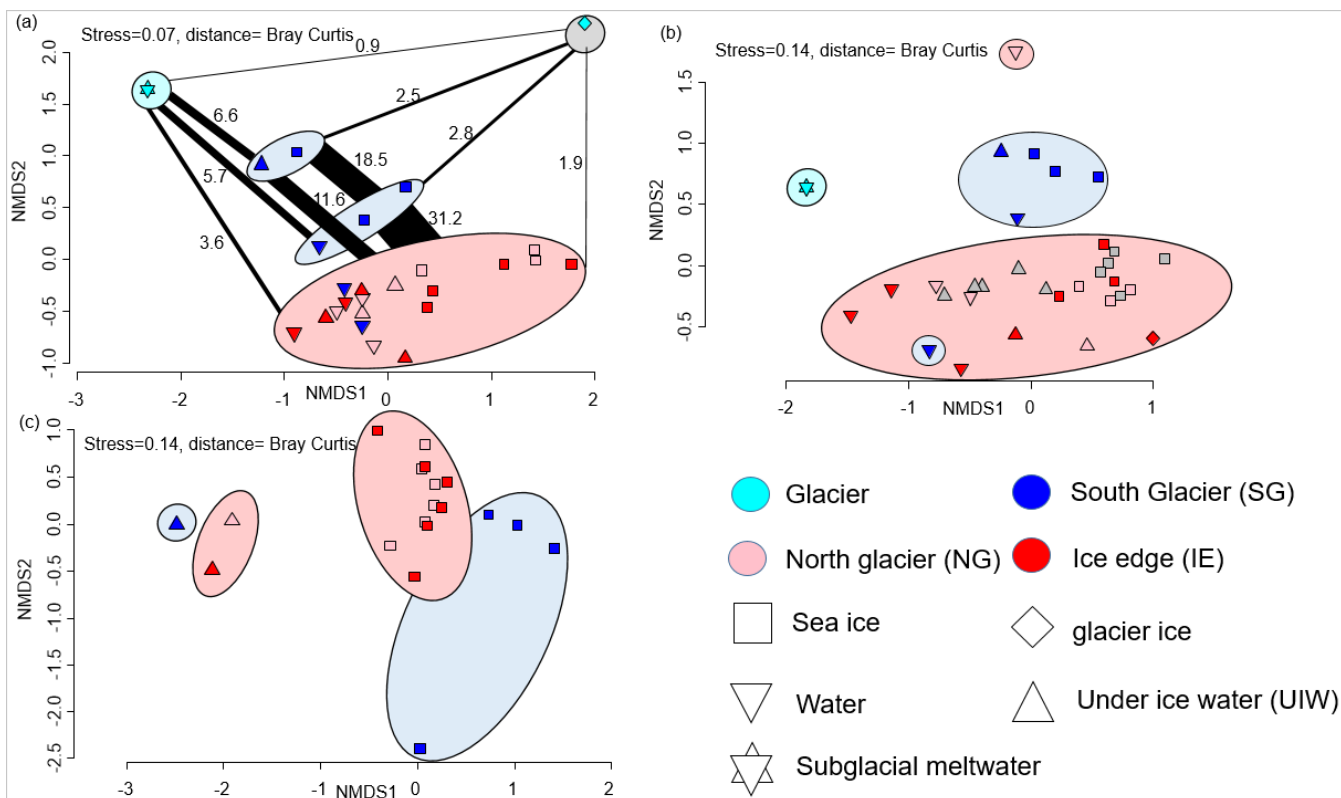 (a)
Stress=0.07, distance= Bray Curtis
0.9
2.5
2.8
1.9
6.6
5.7
3.6
18.5
11.6
31.2
NMDS2
2.0
1.5
1.0
0.5
0.0
-0.5
-1.0
-3 -2 -1 0 1 2
NMDS1
(b)
Stress=0.14, distance= Bray Curtis
NMDS2
1.5
1.0
0.5
0.0
-0.5
-2 -1 0 1
NMDS1
(c)
Stress=0.14, distance= Bray Curtis
NMDS2
1.0
0.5
0.0
-0.5
-1.0
-1.5
-2.0
-2.5
-3 -2 -1 0 1 2
NMDS1
Glacier
South Glacier (SG)
North glacier (NG)
Ice edge (IE)
Sea ice
glacier ice
Water
Under ice water (UIW)
Subglacial meltwater